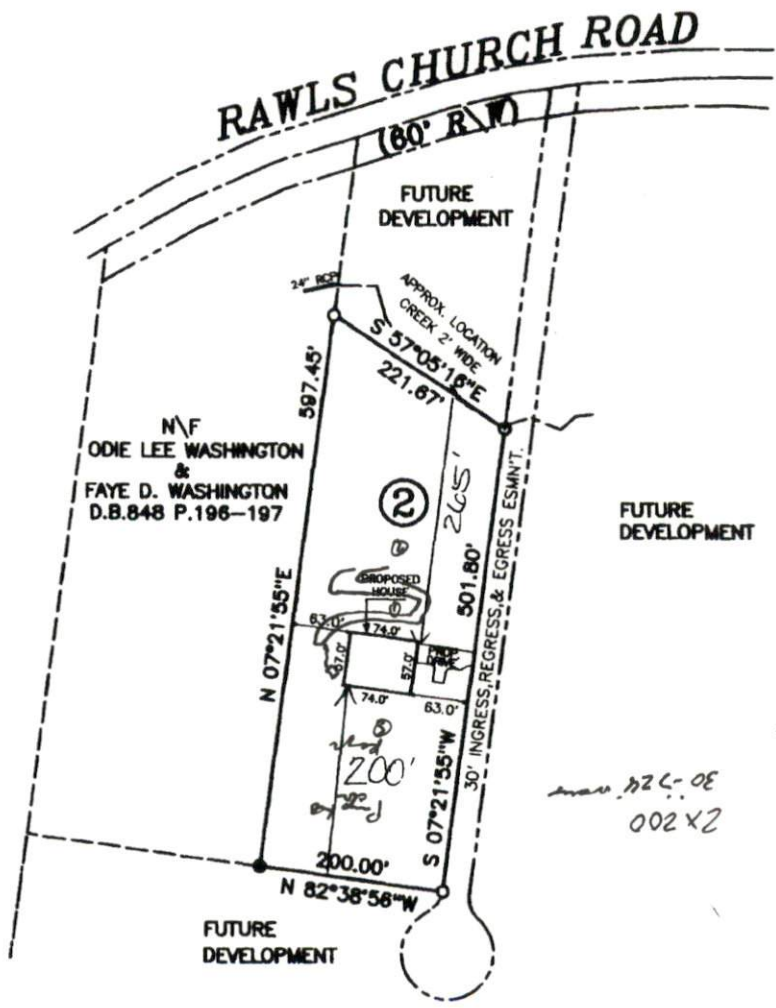 RAWLS CHURCH ROAD
(60' R\W)
FUTURE
DEVELOPMENT
24" RCP
APPROX. LOCATION
CREEK 2' WIDE
S 57°05'16"E
221.67'
597.45'
N\F
ODIE LEE WASHINGTON
&
FAYE D. WASHINGTON
D.B.848 P.196-197
2
265'
501.80'
30' INGRESS,REGRESS,& EGRESS ESMN'T.
FUTURE
DEVELOPMENT
PROPOSED
HOUSE
63.0'
74.0'
57.0'
57.0'
PROP
DRIVE
74.0'
63.0'
N 07°21'55"E
S 07°21'55"W
200'
2x200
200.00'
N 82°38'56"W
FUTURE
DEVELOPMENT